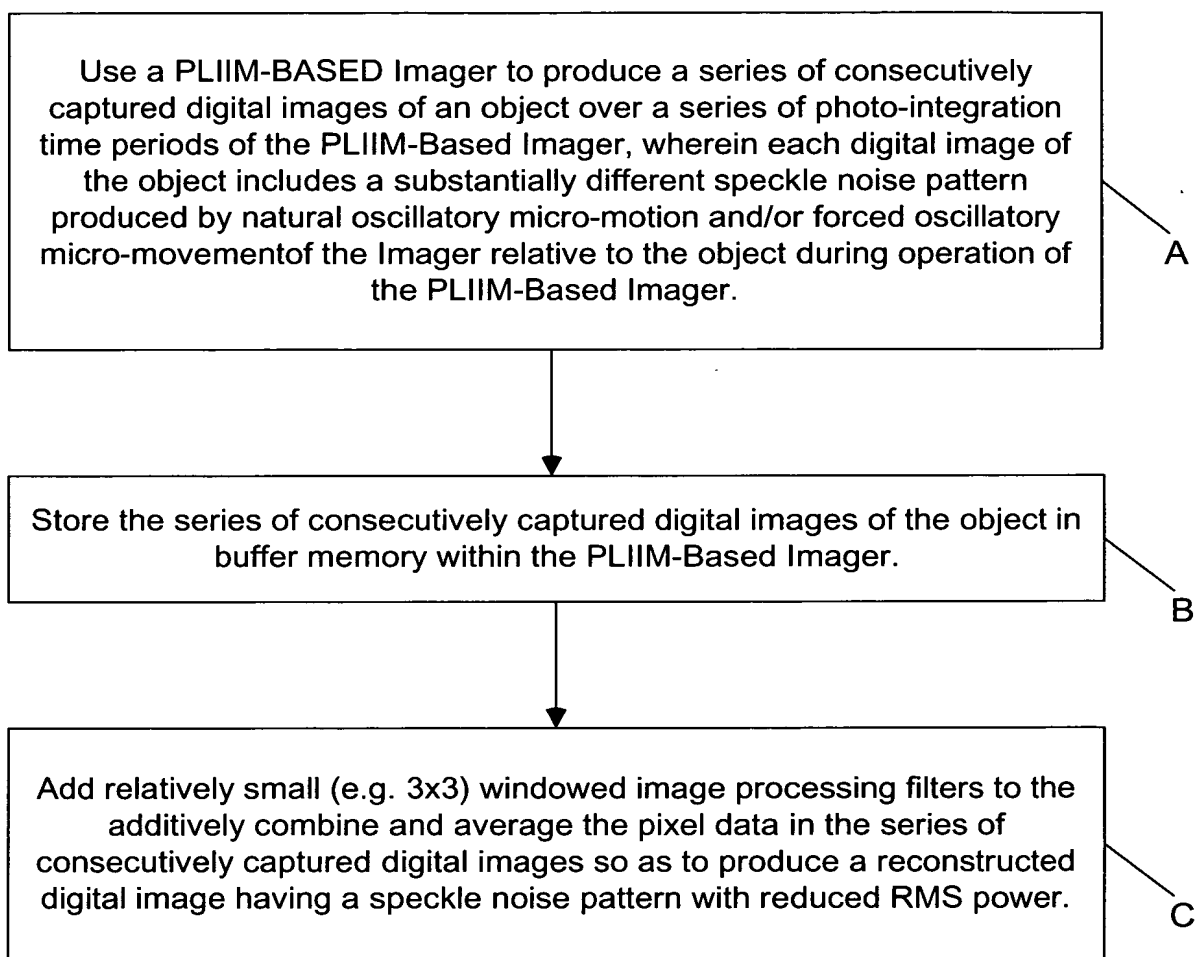 Use a PLIIM-BASED Imager to produce a series of consecutively
captured digital images of an object over a series of photo-integration
time periods of the PLIIM-Based Imager, wherein each digital image of
the object includes a substantially different speckle noise pattern
produced by natural oscillatory micro-motion and/or forced oscillatory
micro-movementof the Imager relative to the object during operation of
the PLIIM-Based Imager.
A
Store the series of consecutively captured digital images of the object in
buffer memory within the PLIIM-Based Imager.
B
Add relatively small (e.g. 3x3) windowed image processing filters to the
additively combine and average the pixel data in the series of
consecutively captured digital images so as to produce a reconstructed
digital image having a speckle noise pattern with reduced RMS power.
C